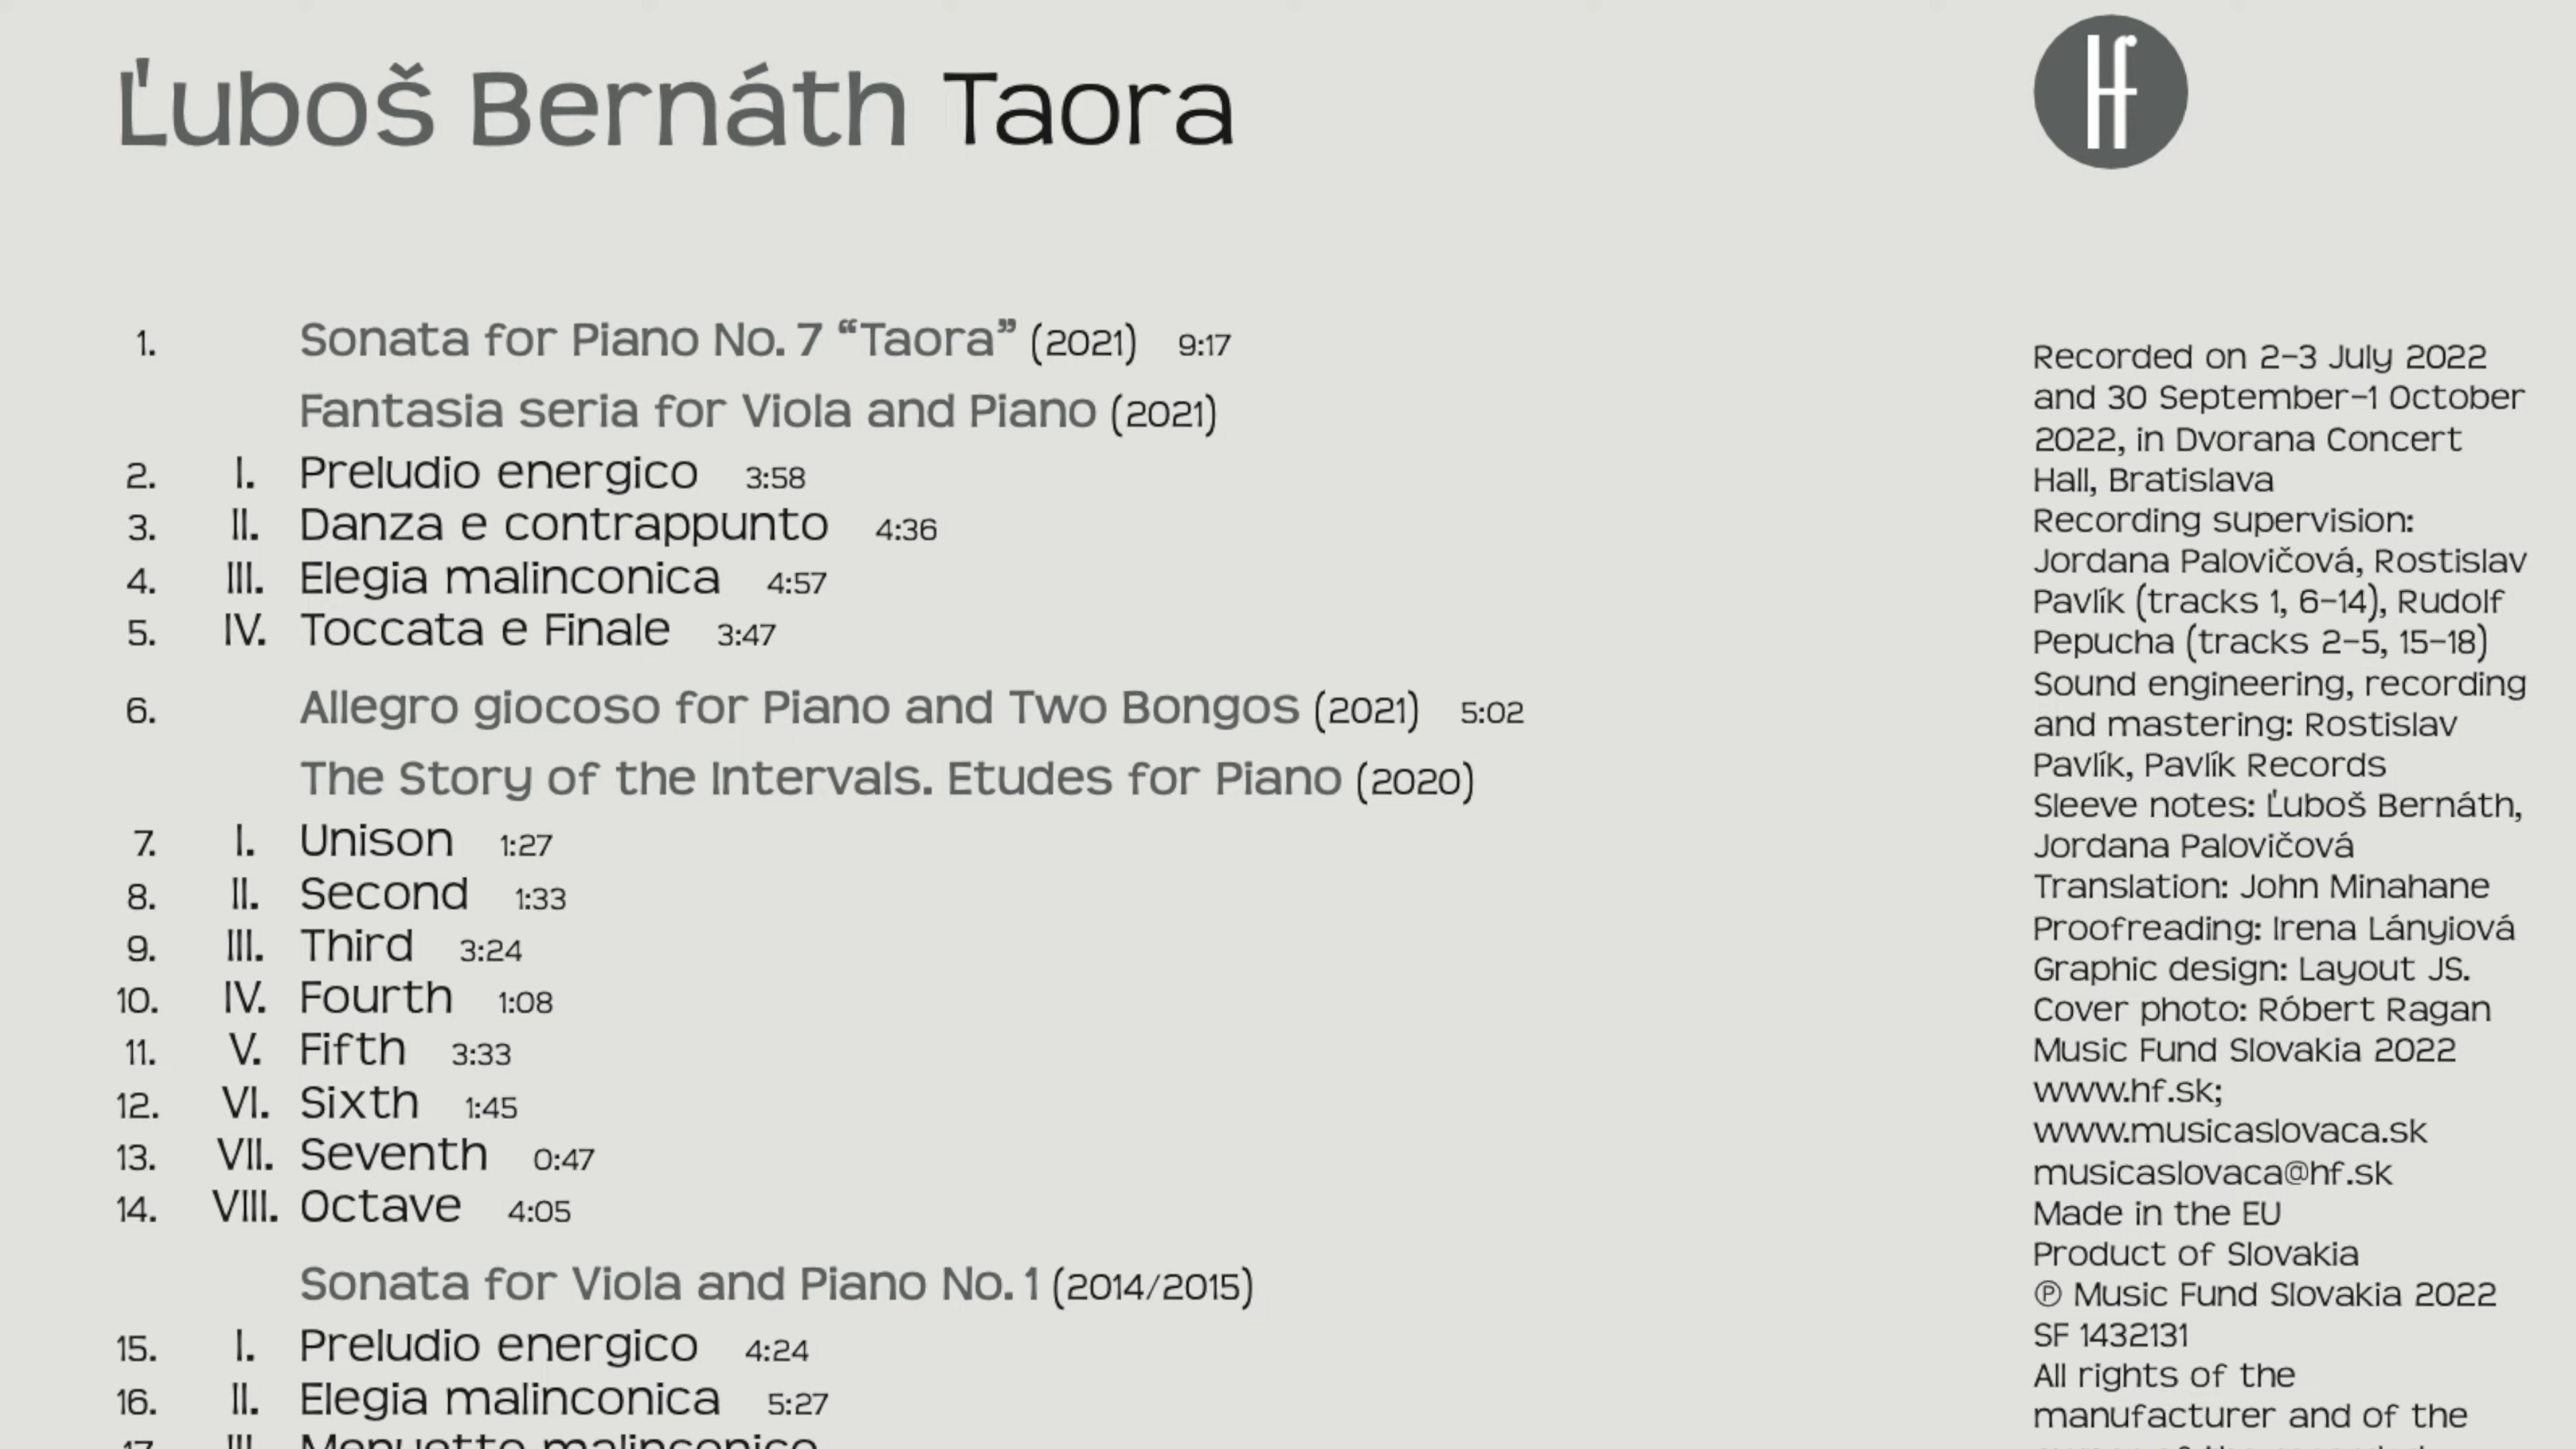 Ľuboš Bernáth Taora
hf
1. Sonata for Piano No. 7 “Taora” (2021) 9:17
Fantasia seria for Viola and Piano (2021)
2. I. Preludio energico 3:58
3. II. Danza e contrappunto 4:36
4. III. Elegia malinconica 4:57
5. IV. Toccata e Finale 3:47
6. Allegro giocoso for Piano and Two Bongos (2021) 5:02
The Story of the Intervals. Etudes for Piano (2020)
7. I. Unison 1:27
8. II. Second 1:33
9. III. Third 3:24
10. IV. Fourth 1:08
11. V. Fifth 3:33
12. VI. Sixth 1:45
13. VII. Seventh 0:47
14. VIII. Octave 4:05
Sonata for Viola and Piano No. 1 (2014/2015)
15. I. Preludio energico 4:24
16. II. Elegia malinconica 5:27
17. III. Menuetto malinconico
Recorded on 2–3 July 2022
and 30 September–1 October
2022, in Dvorana Concert
Hall, Bratislava
Recording supervision:
Jordana Palovičová, Rostislav
Pavlík (tracks 1, 6–14), Rudolf
Pepucha (tracks 2–5, 15–18)
Sound engineering, recording
and mastering: Rostislav
Pavlík, Pavlík Records
Sleeve notes: Ľuboš Bernáth,
Jordana Palovičová
Translation: John Minahane
Proofreading: Irena Lányiová
Graphic design: Layout JS.
Cover photo: Róbert Ragan
Music Fund Slovakia 2022
www.hf.sk;
www.musicaslovaca.sk
musicaslovaca@hf.sk
Made in the EU
Product of Slovakia
℗ Music Fund Slovakia 2022
SF 1432131
All rights of the
manufacturer and of the